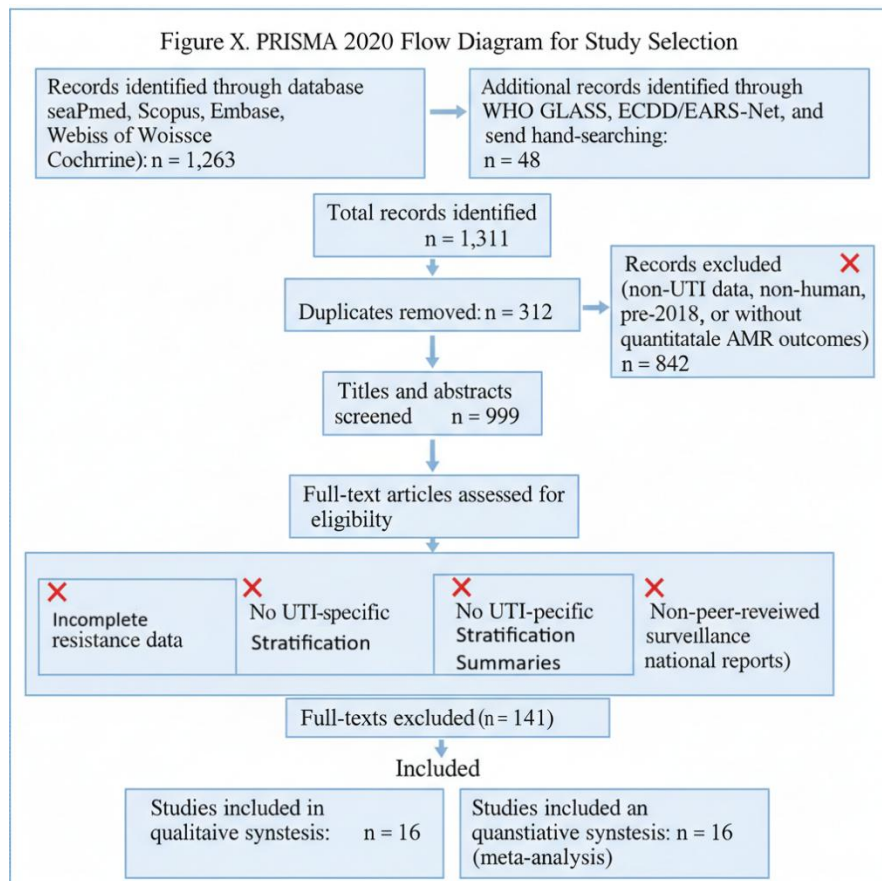 Figure X. PRISMA 2020 Flow Diagram for Study Selection
Records identified through database
seaPmed, Scopus, Embase,
Webiss of Woissce
Cochrrine): n = 1,263
Additional records identified through
WHO GLASS, ECDD/EARS-Net, and
send hand-searching:
n = 48
Total records identified
n = 1,311
Duplicates removed: n = 312
Records excluded
(non-UTI data, non-human,
pre-2018, or without
quantitatale AMR outcomes)
n = 842
Titles and abstracts
screened n = 999
Full-text articles assessed for
eligibilty
Incomplete
resistance data
No UTI-specific
Stratification
No UTI-pecific
Stratification
Summaries
Non-peer-reveiwed
surveillance
national reports)
Full-texts excluded (n = 141)
Included
Studies included in
qualitaive synstesis: n = 16
Studies included an
quanstiative synstesis: n = 16
(meta-analysis)